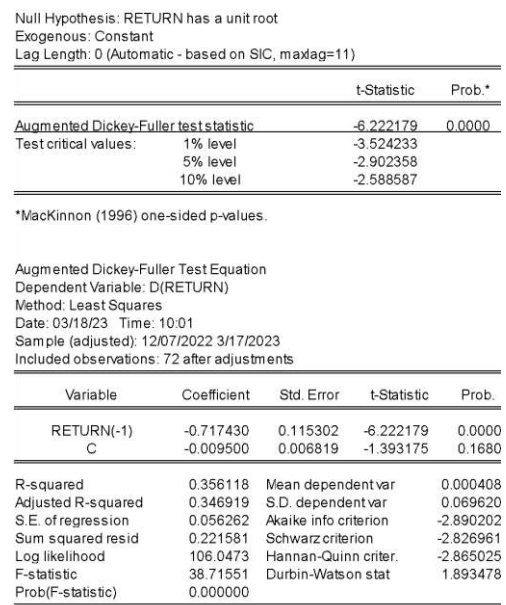 Null Hypothesis: RETURN has a unit root
Exogenous: Constant
Lag Length: 0 (Automatic - based on SIC, maxlag=11)
t-Statistic Prob.*
Augmented Dickey-Fuller test statistic -6.222179 0.0000
Test critical values: 1% level -3.524233
5% level -2.902358
10% level -2.588587
*MacKinnon (1996) one-sided p-values.
Augmented Dickey-Fuller Test Equation
Dependent Variable: D(RETURN)
Method: Least Squares
Date: 03/18/23 Time: 10:01
Sample (adjusted): 12/07/2022 3/17/2023
Included observations: 72 after adjustments
Variable Coefficient Std. Error t-Statistic Prob.
RETURN(-1) -0.717430 0.115302 -6.222179 0.0000
C -0.009500 0.006819 -1.393175 0.1680
R-squared 0.356118 Mean dependent var 0.000408
Adjusted R-squared 0.346919 S.D. dependent var 0.069620
S.E. of regression 0.056262 Akaike info criterion -2.890202
Sum squared resid 0.221581 Schwarz criterion -2.826961
Log likelihood 106.0473 Hannan-Quinn criter. -2.865025
F-statistic 38.71551 Durbin-Watson stat 1.893478
Prob(F-statistic) 0.000000